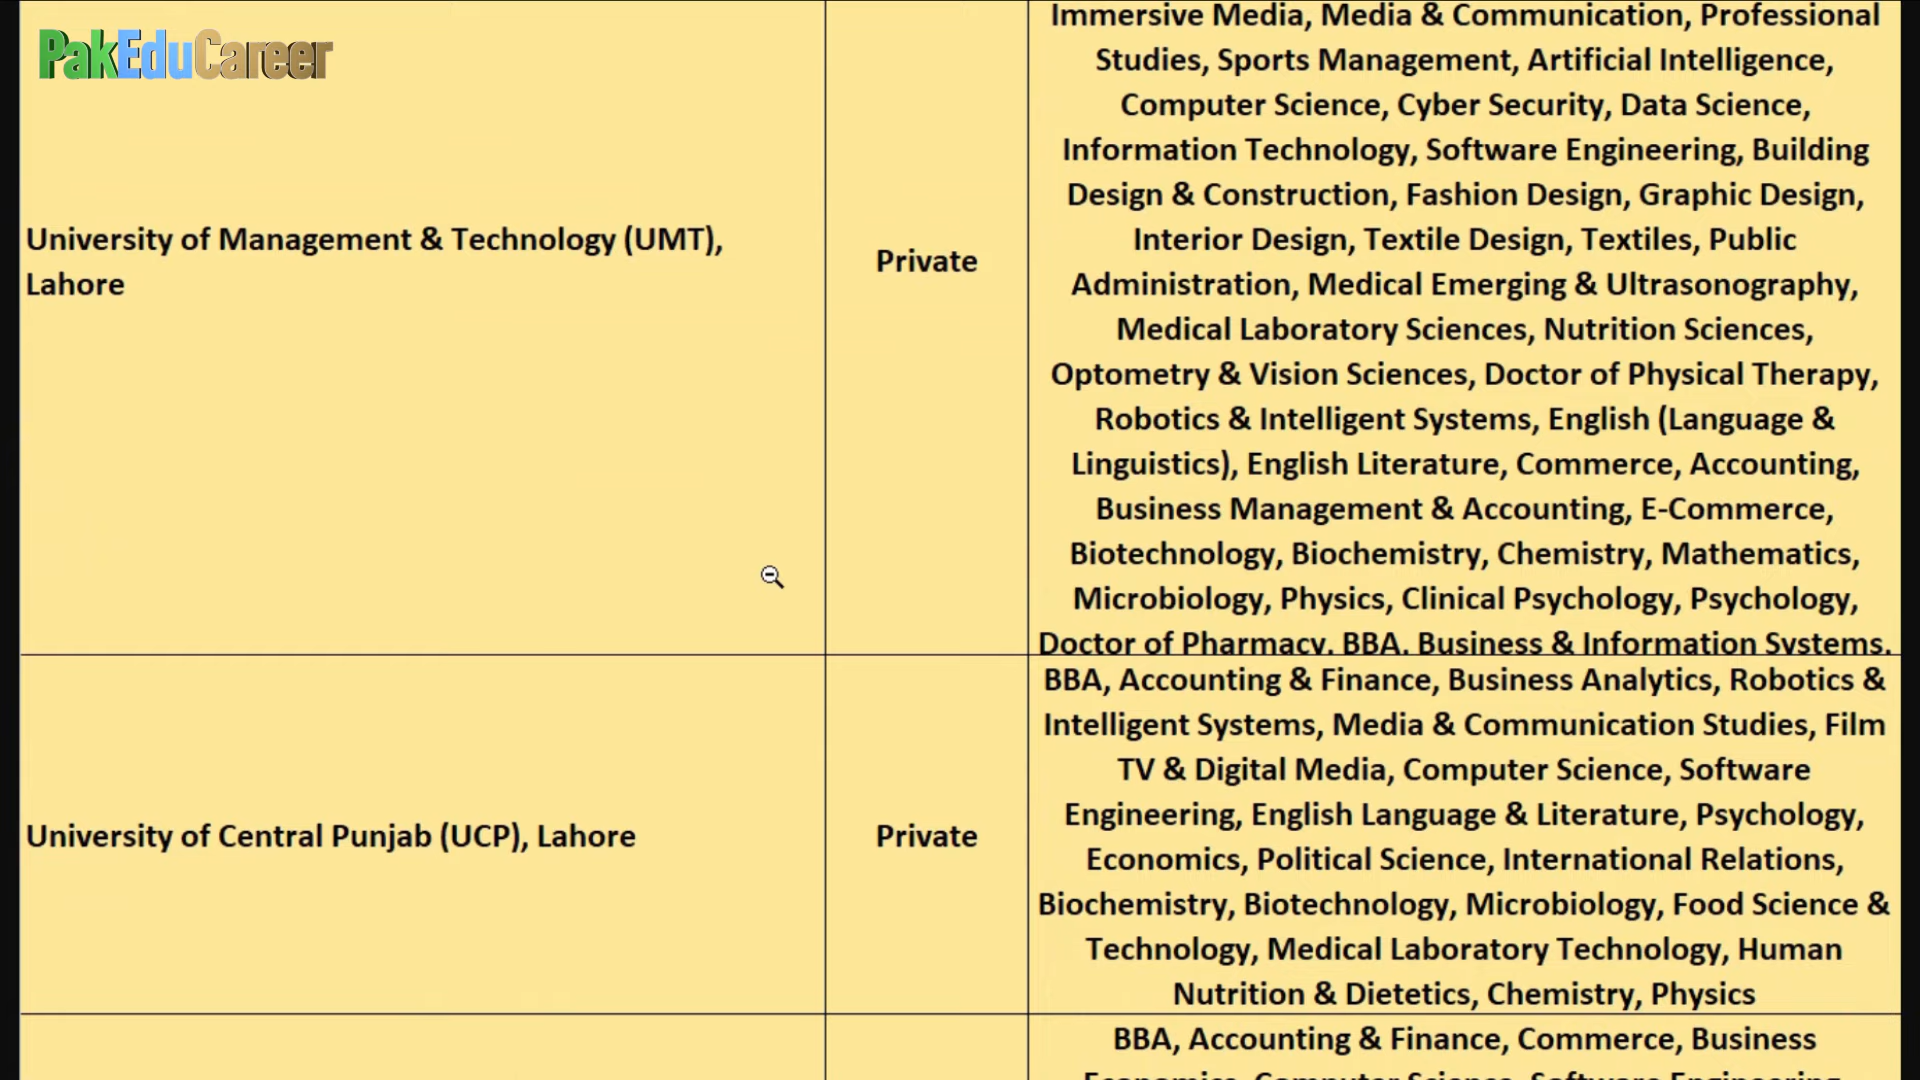 PakEduCareer
University of Management & Technology (UMT),
Lahore
Private
Immersive Media, Media & Communication, Professional
Studies, Sports Management, Artificial Intelligence,
Computer Science, Cyber Security, Data Science,
Information Technology, Software Engineering, Building
Design & Construction, Fashion Design, Graphic Design,
Interior Design, Textile Design, Textiles, Public
Administration, Medical Emerging & Ultrasonography,
Medical Laboratory Sciences, Nutrition Sciences,
Optometry & Vision Sciences, Doctor of Physical Therapy,
Robotics & Intelligent Systems, English (Language &
Linguistics), English Literature, Commerce, Accounting,
Business Management & Accounting, E-Commerce,
Biotechnology, Biochemistry, Chemistry, Mathematics,
Microbiology, Physics, Clinical Psychology, Psychology,
Doctor of Pharmacy, BBA, Business & Information Systems,
University of Central Punjab (UCP), Lahore
Private
BBA, Accounting & Finance, Business Analytics, Robotics &
Intelligent Systems, Media & Communication Studies, Film
TV & Digital Media, Computer Science, Software
Engineering, English Language & Literature, Psychology,
Economics, Political Science, International Relations,
Biochemistry, Biotechnology, Microbiology, Food Science &
Technology, Medical Laboratory Technology, Human
Nutrition & Dietetics, Chemistry, Physics
BBA, Accounting & Finance, Commerce, Business
Economics, Computer Science, Software Engineering